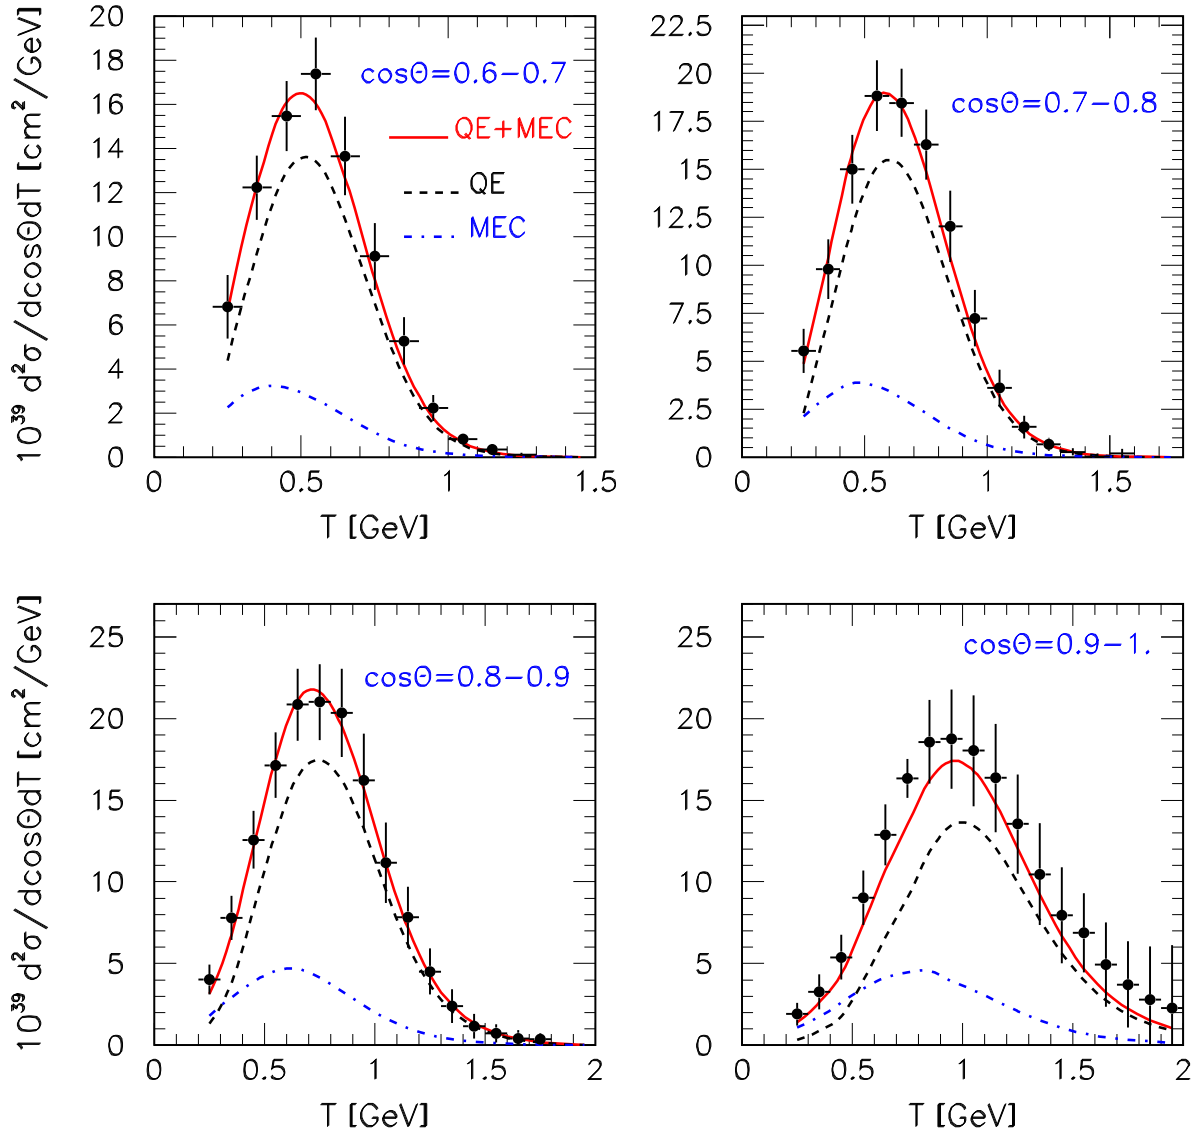 10³⁹ d²σ/dcosΘdT [cm²/GeV]
20
18
16
14
12
10
8
6
4
2
0
cosΘ=0.6−0.7
QE+MEC
QE
MEC
0 0.5 1 1.5
T [GeV]
22.5
20
17.5
15
12.5
10
7.5
5
2.5
0
cosΘ=0.7−0.8
0 0.5 1 1.5
T [GeV]
10³⁹ d²σ/dcosΘdT [cm²/GeV]
25
20
15
10
5
0
cosΘ=0.8−0.9
0 0.5 1 1.5 2
T [GeV]
25
20
15
10
5
0
cosΘ=0.9−1.
0 0.5 1 1.5 2
T [GeV]